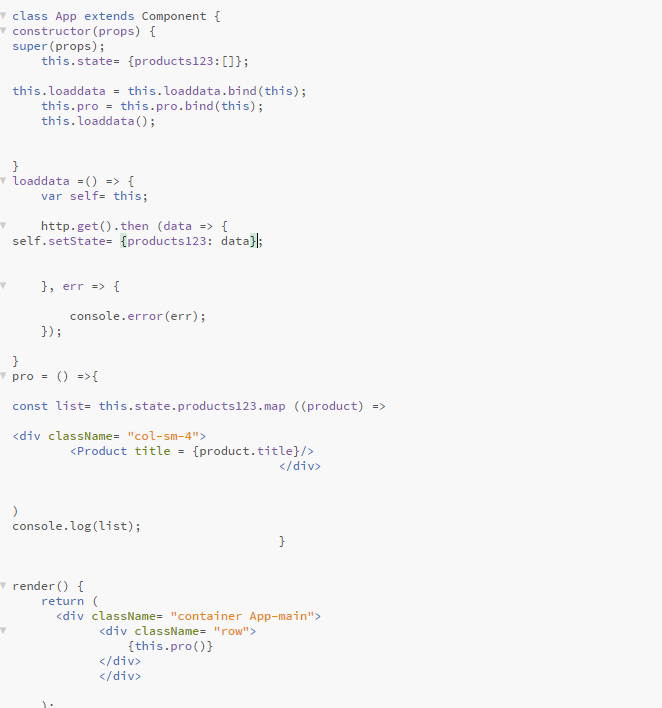 class App extends Component {
constructor(props) {
super(props);
    this.state= {products123:[]};
this.loaddata = this.loaddata.bind(this);
    this.pro = this.pro.bind(this);
    this.loaddata();
}
loaddata =() => {
    var self= this;
    http.get().then (data => {
self.setState= {products123: data};
    }, err => {
        console.error(err);
    });
}
pro = () =>{
const list= this.state.products123.map ((product) =>
<div className= "col-sm-4">
        <Product title = {product.title}/>
                                     </div>
)
console.log(list);
                                     }
render() {
    return (
      <div className= "container App-main">
            <div className= "row">
                {this.pro()}
            </div>
            </div>
    );